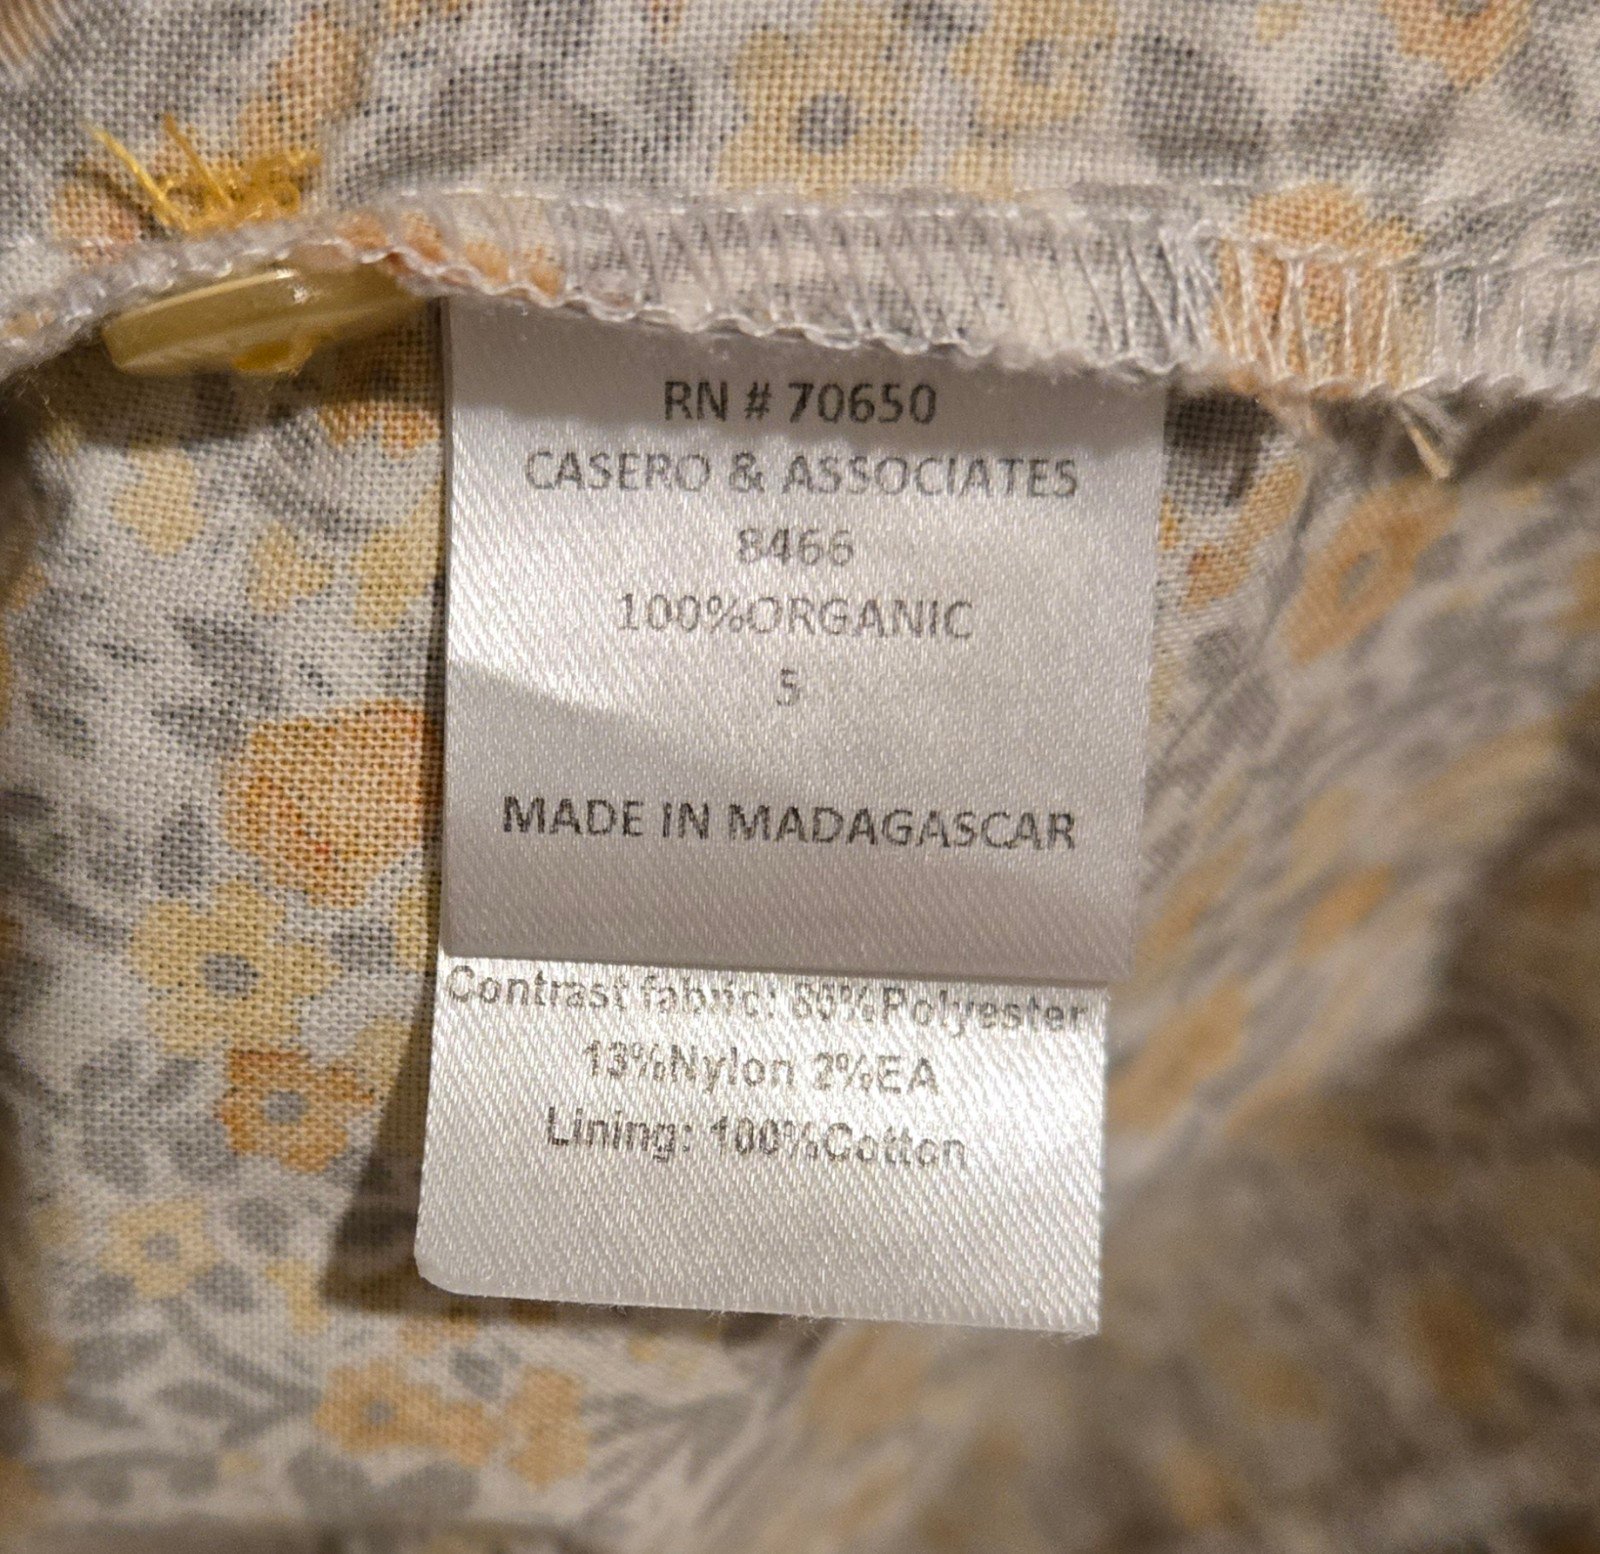 RN # 70650
CASERO & ASSOCIATES
8466
100%ORGANIC
5
MADE IN MADAGASCAR
Contrast fabric: 85%Polyester
13%Nylon 2%EA
Lining: 100%Cotton